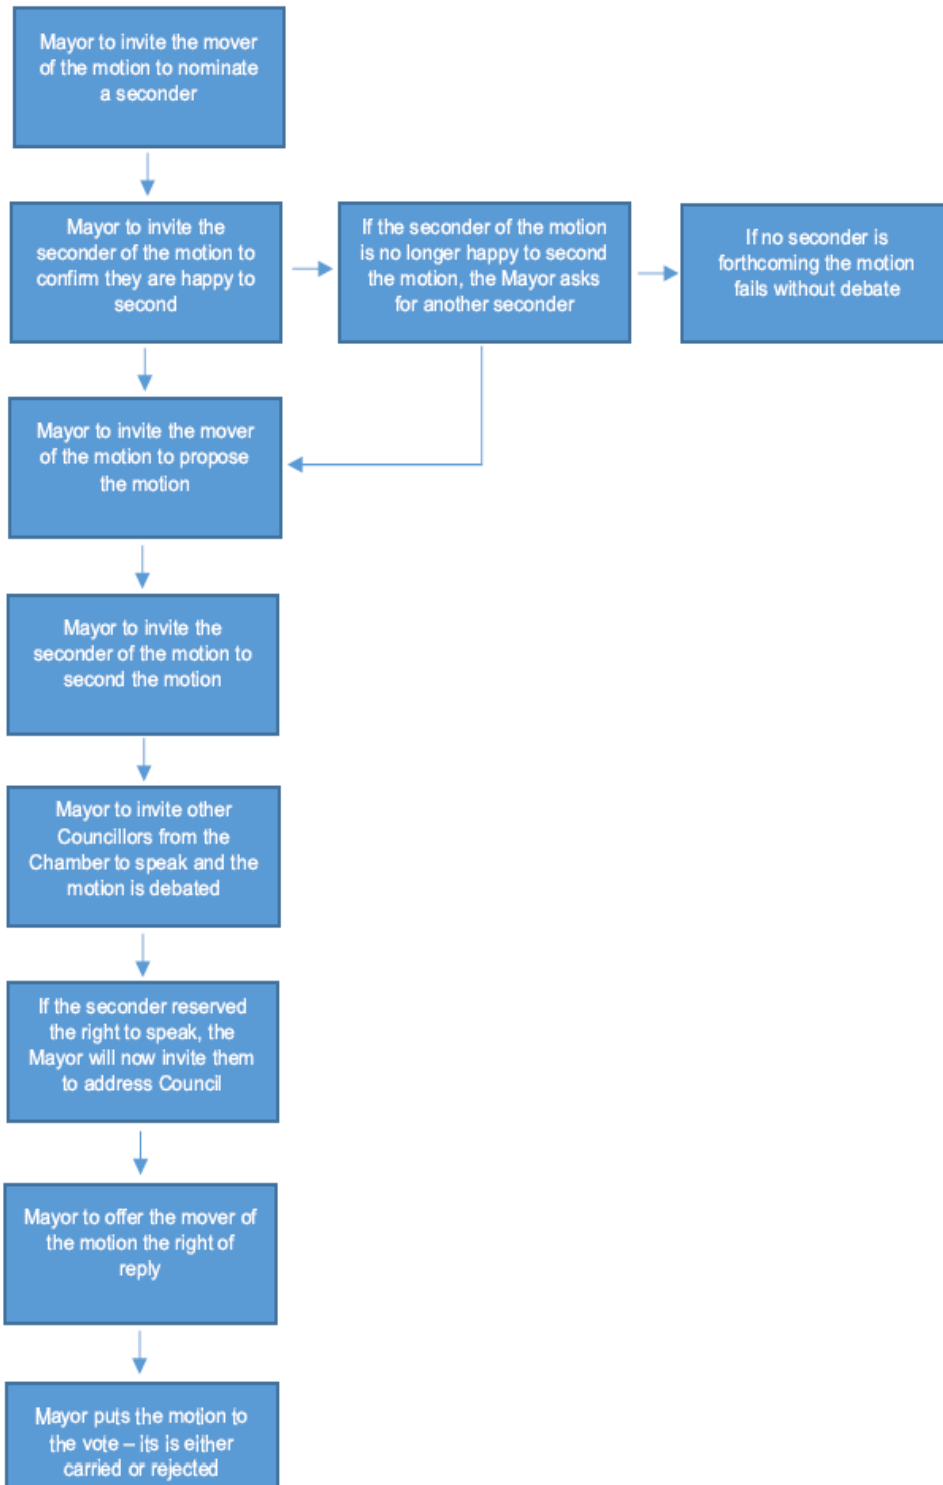 Mayor to invite the mover
of the motion to nominate
a seconder
Mayor to invite the
seconder of the motion to
confirm they are happy to
second
If the seconder of the motion
is no longer happy to second
the motion, the Mayor asks
for another seconder
If no seconder is
forthcoming the motion
fails without debate
Mayor to invite the mover
of the motion to propose
the motion
Mayor to invite the
seconder of the motion to
second the motion
Mayor to invite other
Councillors from the
Chamber to speak and the
motion is debated
If the seconder reserved
the right to speak, the
Mayor will now invite them
to address Council
Mayor to offer the mover of
the motion the right of
reply
Mayor puts the motion to
the vote – its is either
carried or rejected